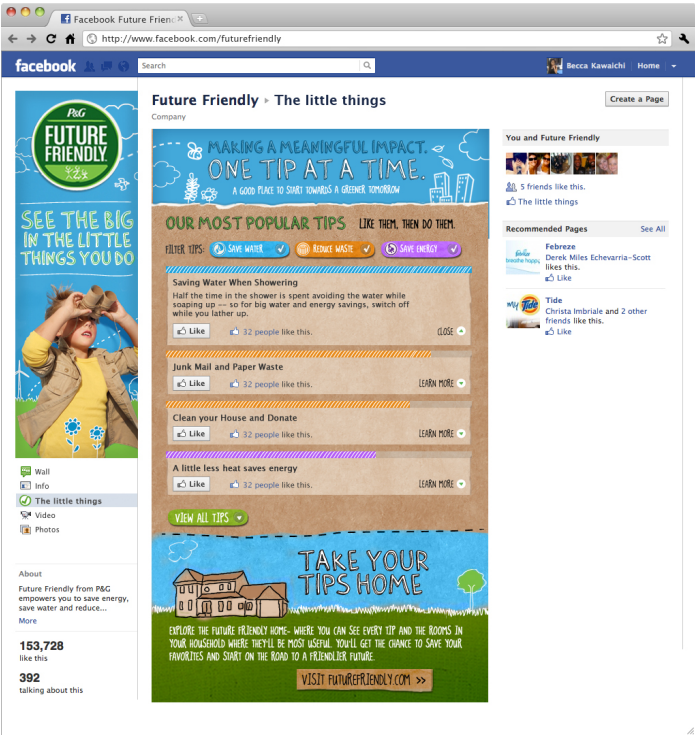 Facebook Future Frienc
http://www.facebook.com/futurefriendly
facebook
Search
Becca Kawaichi
Home
P&G
FUTURE
FRIENDLY
SEE THE BIG
IN THE LITTLE
THINGS YOU DO
Wall
Info
The little things
Video
Photos
About
Future Friendly from P&G
empowers you to save energy,
save water and reduce...
More
153,728
like this
392
talking about this
Future Friendly ▸ The little things
Company
Create a Page
MAKING A MEANINGFUL IMPACT.
ONE TIP AT A TIME.
A GOOD PLACE TO START TOWARDS A GREENER TOMORROW
OUR MOST POPULAR TIPS LIKE THEM, THEN DO THEM.
FILTER TIPS: SAVE WATER REDUCE WASTE SAVE ENERGY
Saving Water When Showering
Half the time in the shower is spent avoiding the water while
soaping up -- so for big water and energy savings, switch off
while you lather up.
Like 32 people like this. CLOSE
Junk Mail and Paper Waste
Like 32 people like this. LEARN MORE
Clean your House and Donate
Like 32 people like this. LEARN MORE
A little less heat saves energy
Like 32 people like this. LEARN MORE
VIEW ALL TIPS
TAKE YOUR
TIPS HOME
EXPLORE THE FUTURE FRIENDLY HOME- WHERE YOU CAN SEE EVERY TIP AND THE ROOMS IN
YOUR HOUSEHOLD WHERE THEY'LL BE MOST USEFUL. YOU'LL GET THE CHANCE TO SAVE YOUR
FAVORITES AND START ON THE ROAD TO A FRIENDLIER FUTURE.
VISIT FUTUREFRIENDLY.COM >>
You and Future Friendly
5 friends like this.
The little things
Recommended Pages See All
febreze
breathe happy
Febreze
Derek Miles Echevarria-Scott
likes this.
Like
MY Tide
Tide
Christa Imbriale and 2 other
friends like this.
Like